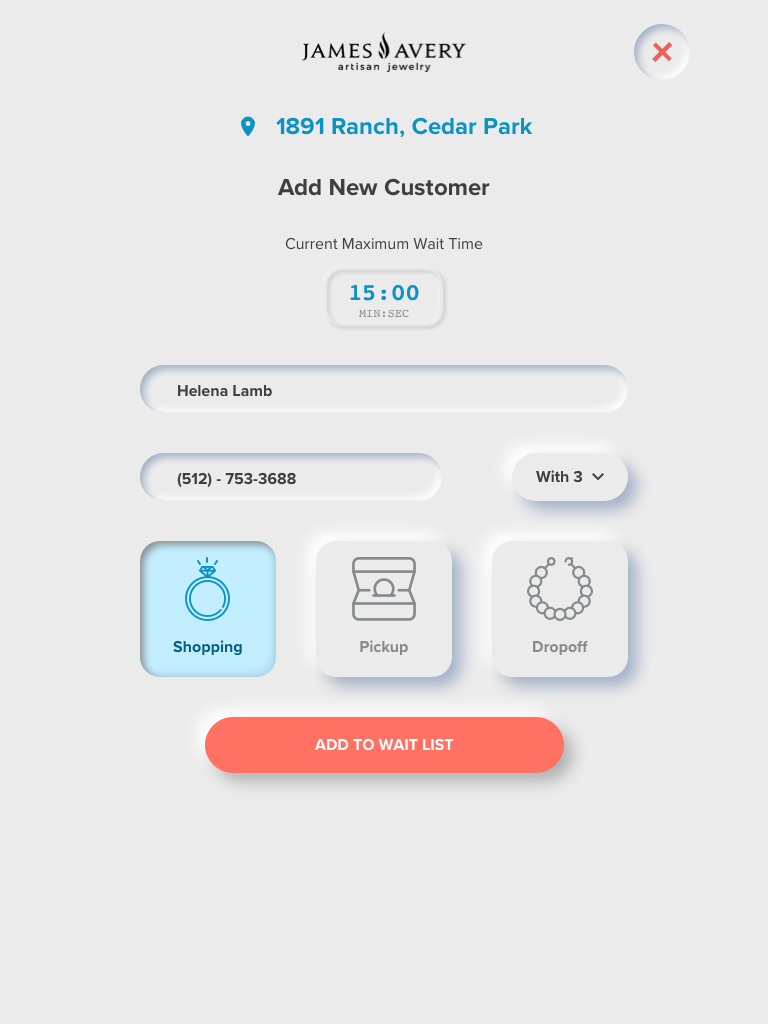 JAMES AVERY
artisan jewelry
1891 Ranch, Cedar Park
Add New Customer
Current Maximum Wait Time
15:00
MIN:SEC
Helena Lamb
(512) - 753-3688
With 3
Shopping
Pickup
Dropoff
ADD TO WAIT LIST